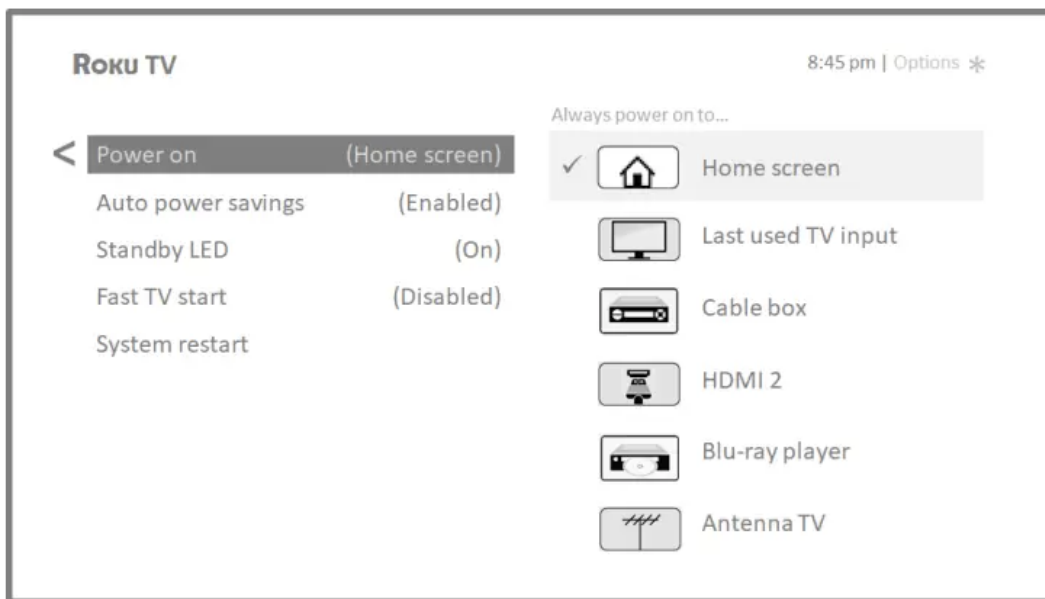 Roku TV
8:45 pm | Options ✲
Always power on to...
< Power on (Home screen)
Auto power savings (Enabled)
Standby LED (On)
Fast TV start (Disabled)
System restart
✓ Home screen
Last used TV input
Cable box
HDMI 2
Blu-ray player
Antenna TV